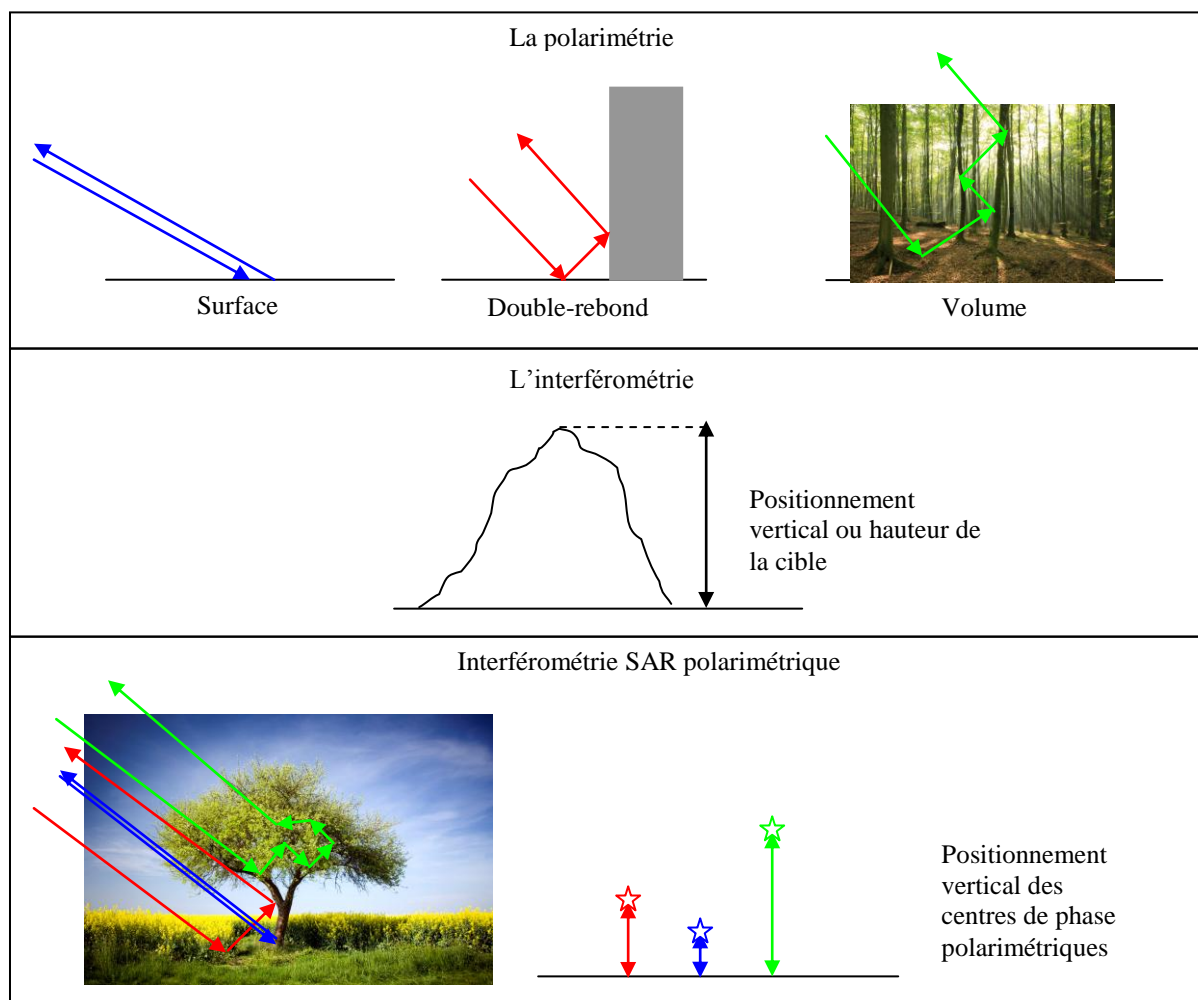 La polarimétrie
Surface
Double-rebond
Volume
L'interférométrie
Positionnement
vertical ou hauteur de
la cible
Interférométrie SAR polarimétrique
Positionnement
vertical des
centres de phase
polarimétriques